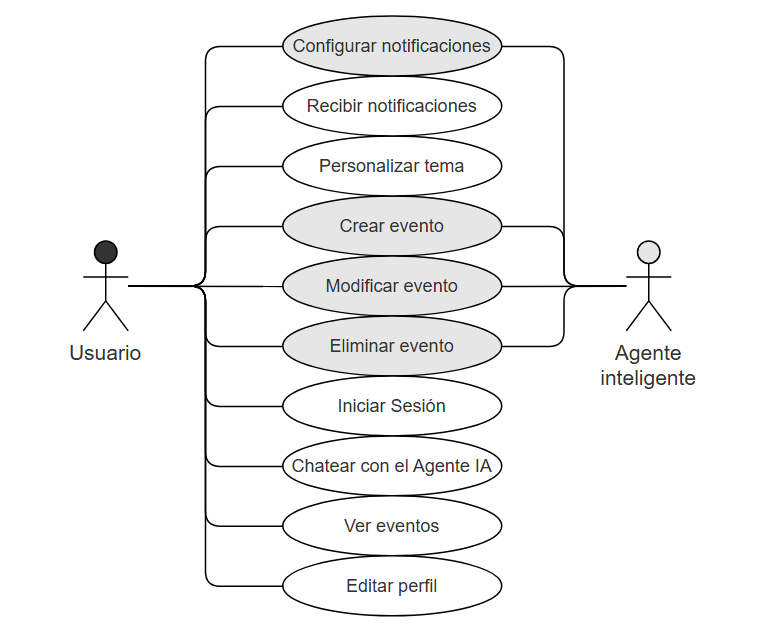 Configurar notificaciones
Recibir notificaciones
Personalizar tema
Crear evento
Modificar evento
Eliminar evento
Iniciar Sesión
Chatear con el Agente IA
Ver eventos
Editar perfil
Usuario
Agente
inteligente